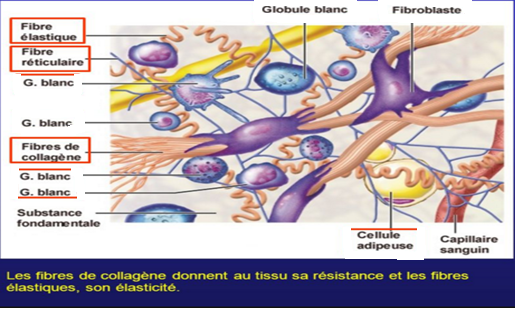 Globule blanc
Fibroblaste
Fibre
élastique
Fibre
réticulaire
G. blanc
G. blanc
Fibres de
collagène
G. blanc
G. blanc
Substance
fondamentale
Cellule
adipeuse
Capillaire
sanguin
Les fibres de collagène donnent au tissu sa résistance et les fibres
élastiques, son élasticité.